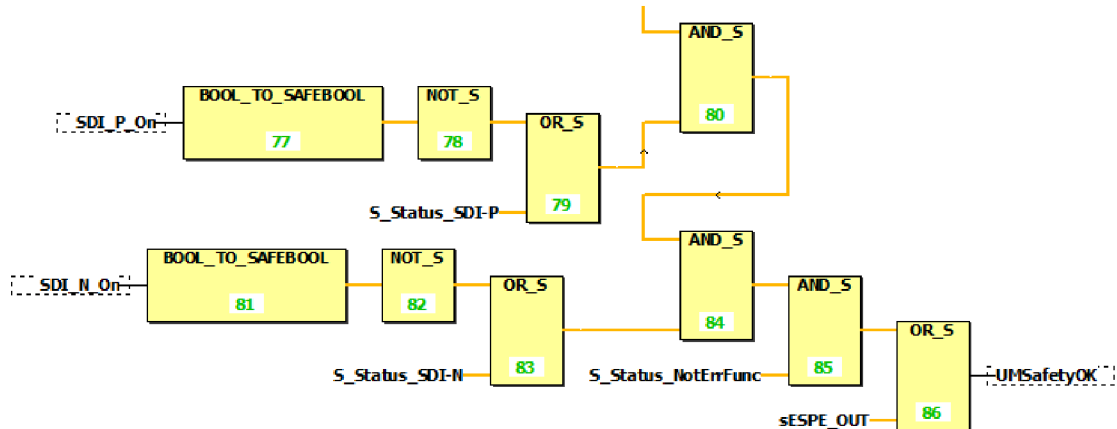 AND_S
80
BOOL_TO_SAFEBOOL
NOT_S
SDI_P_On
77
78
OR_S
S_Status_SDI-P
79
AND_S
BOOL_TO_SAFEBOOL
NOT_S
SDI_N_On
81
82
OR_S
84
AND_S
S_Status_SDI-N
83
S_Status_NotErrFunc
85
OR_S
UMSafetyOK
sESPE_OUT
86